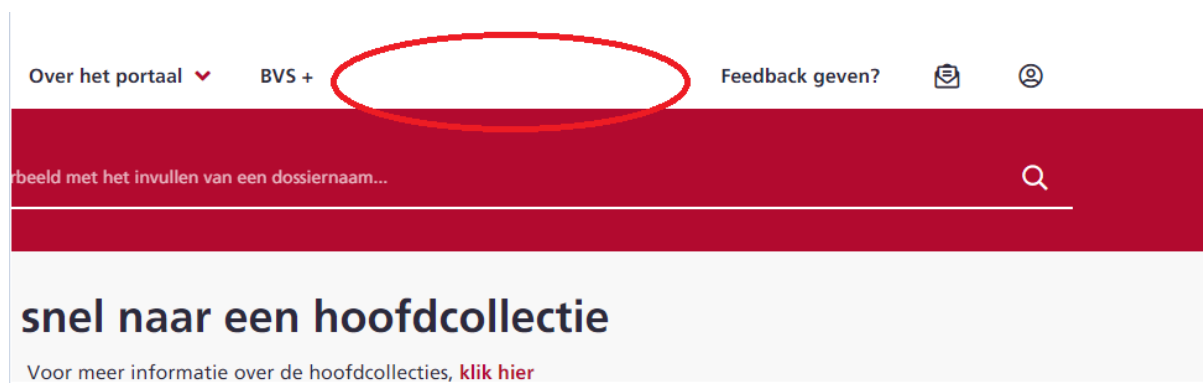 Over het portaal BVS + Feedback geven?
rbeeld met het invullen van een dossiernaam...
snel naar een hoofdcollectie
Voor meer informatie over de hoofdcollecties, klik hier